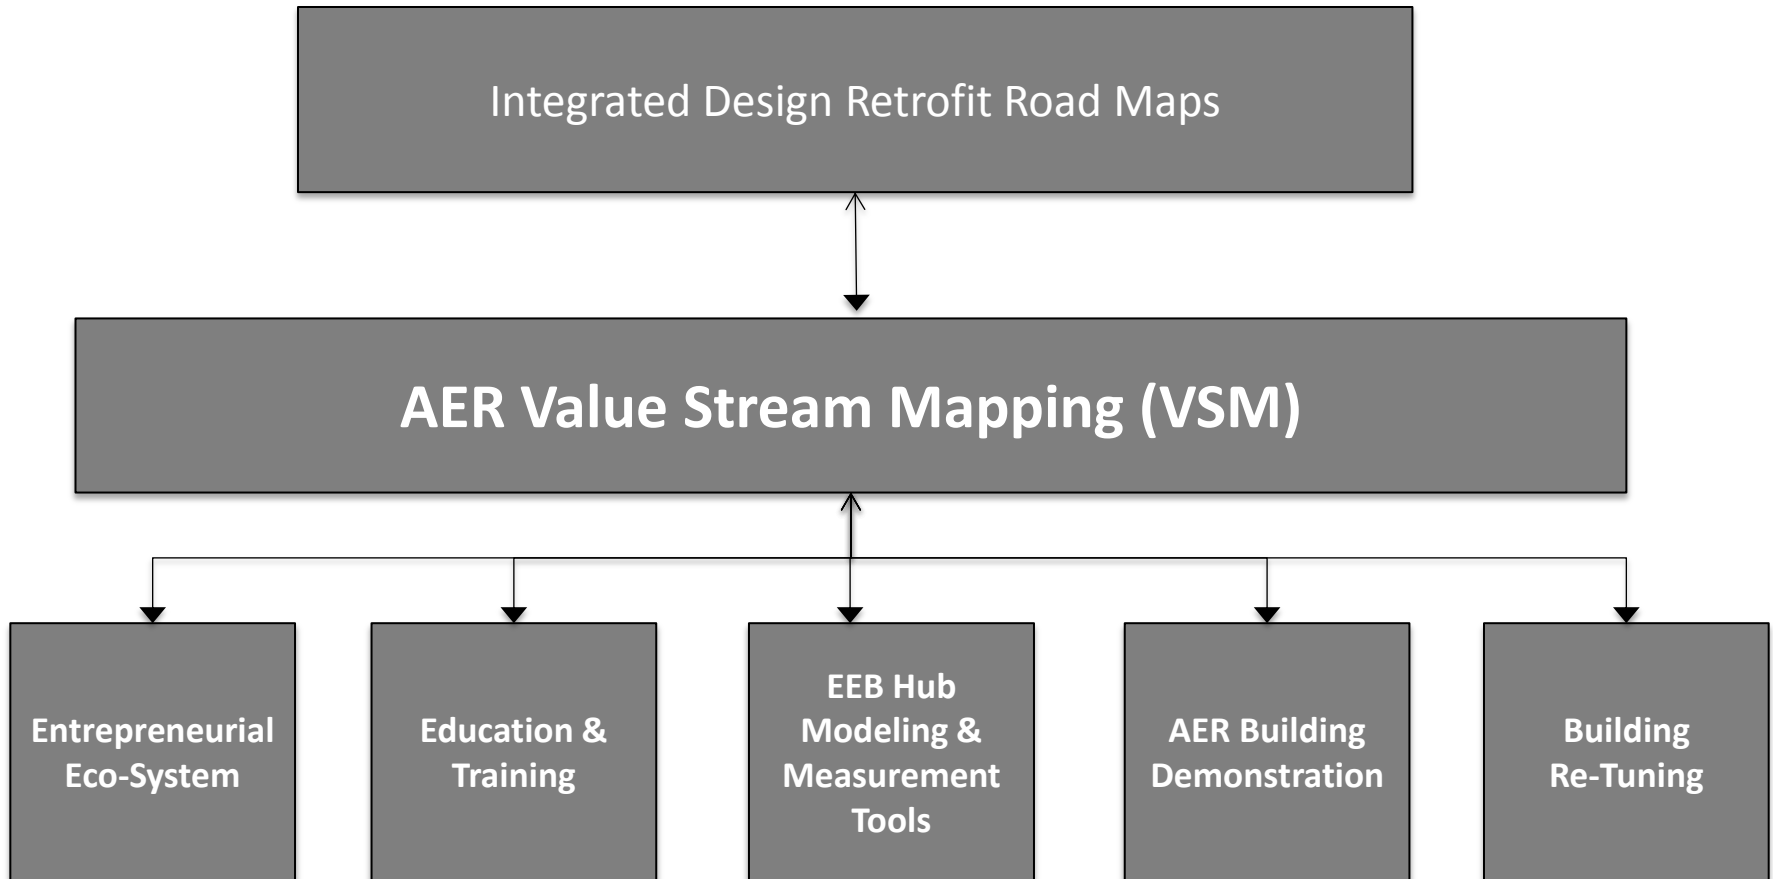 Integrated Design Retrofit Road Maps
AER Value Stream Mapping (VSM)
Entrepreneurial
Eco-System
Education &
Training
EEB Hub
Modeling &
Measurement
Tools
AER Building
Demonstration
Building
Re-Tuning